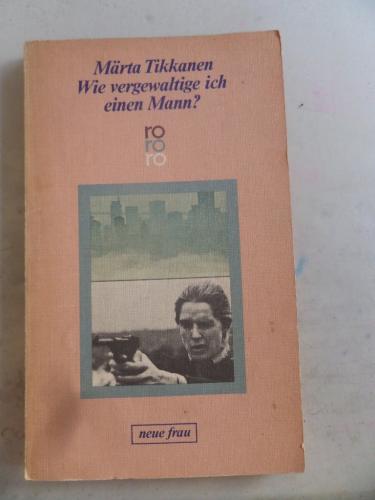 Märta Tikkanen
Wie vergewaltige ich
einen Mann?
ro
ro
ro
neue frau